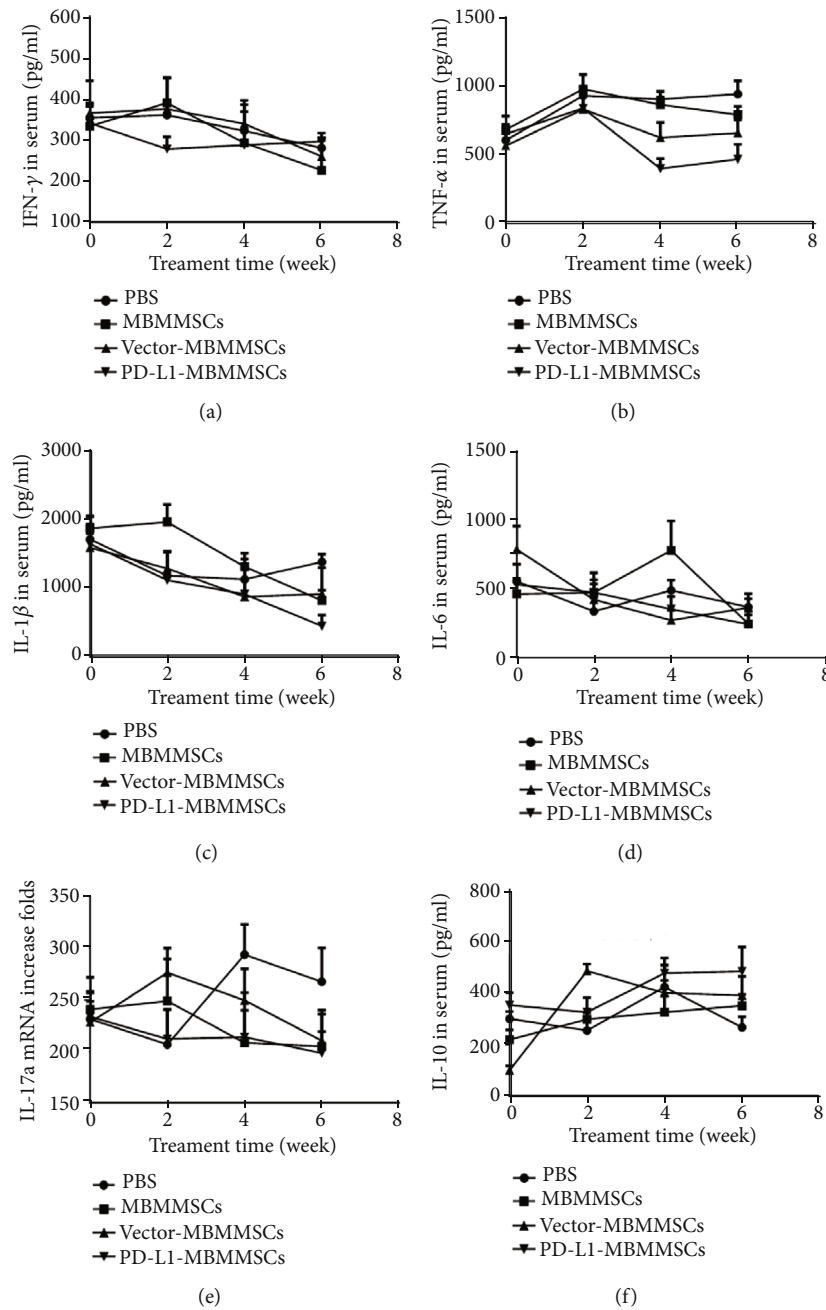 600
500
400
300
200
100
IFN-γ in serum (pg/ml)
0 2 4 6 8
Treament time (week)
PBS
MBMMSCs
Vector-MBMMSCs
PD-L1-MBMMSCs
(a)
1500
1000
500
0
TNF-α in serum (pg/ml)
0 2 4 6 8
Treament time (week)
PBS
MBMMSCs
Vector-MBMMSCs
PD-L1-MBMMSCs
(b)
3000
2000
1000
0
IL-1β in serum (pg/ml)
0 2 4 6 8
Treament time (week)
PBS
MBMMSCs
Vector-MBMMSCs
PD-L1-MBMMSCs
(c)
1500
1000
500
0
IL-6 in serum (pg/ml)
0 2 4 6 8
Treament time (week)
PBS
MBMMSCs
Vector-MBMMSCs
PD-L1-MBMMSCs
(d)
350
300
250
200
150
IL-17a mRNA increase folds
0 2 4 6 8
Treament time (week)
PBS
MBMMSCs
Vector-MBMMSCs
PD-L1-MBMMSCs
(e)
800
600
400
200
0
IL-10 in serum (pg/ml)
0 2 4 6 8
Treament time (week)
PBS
MBMMSCs
Vector-MBMMSCs
PD-L1-MBMMSCs
(f)